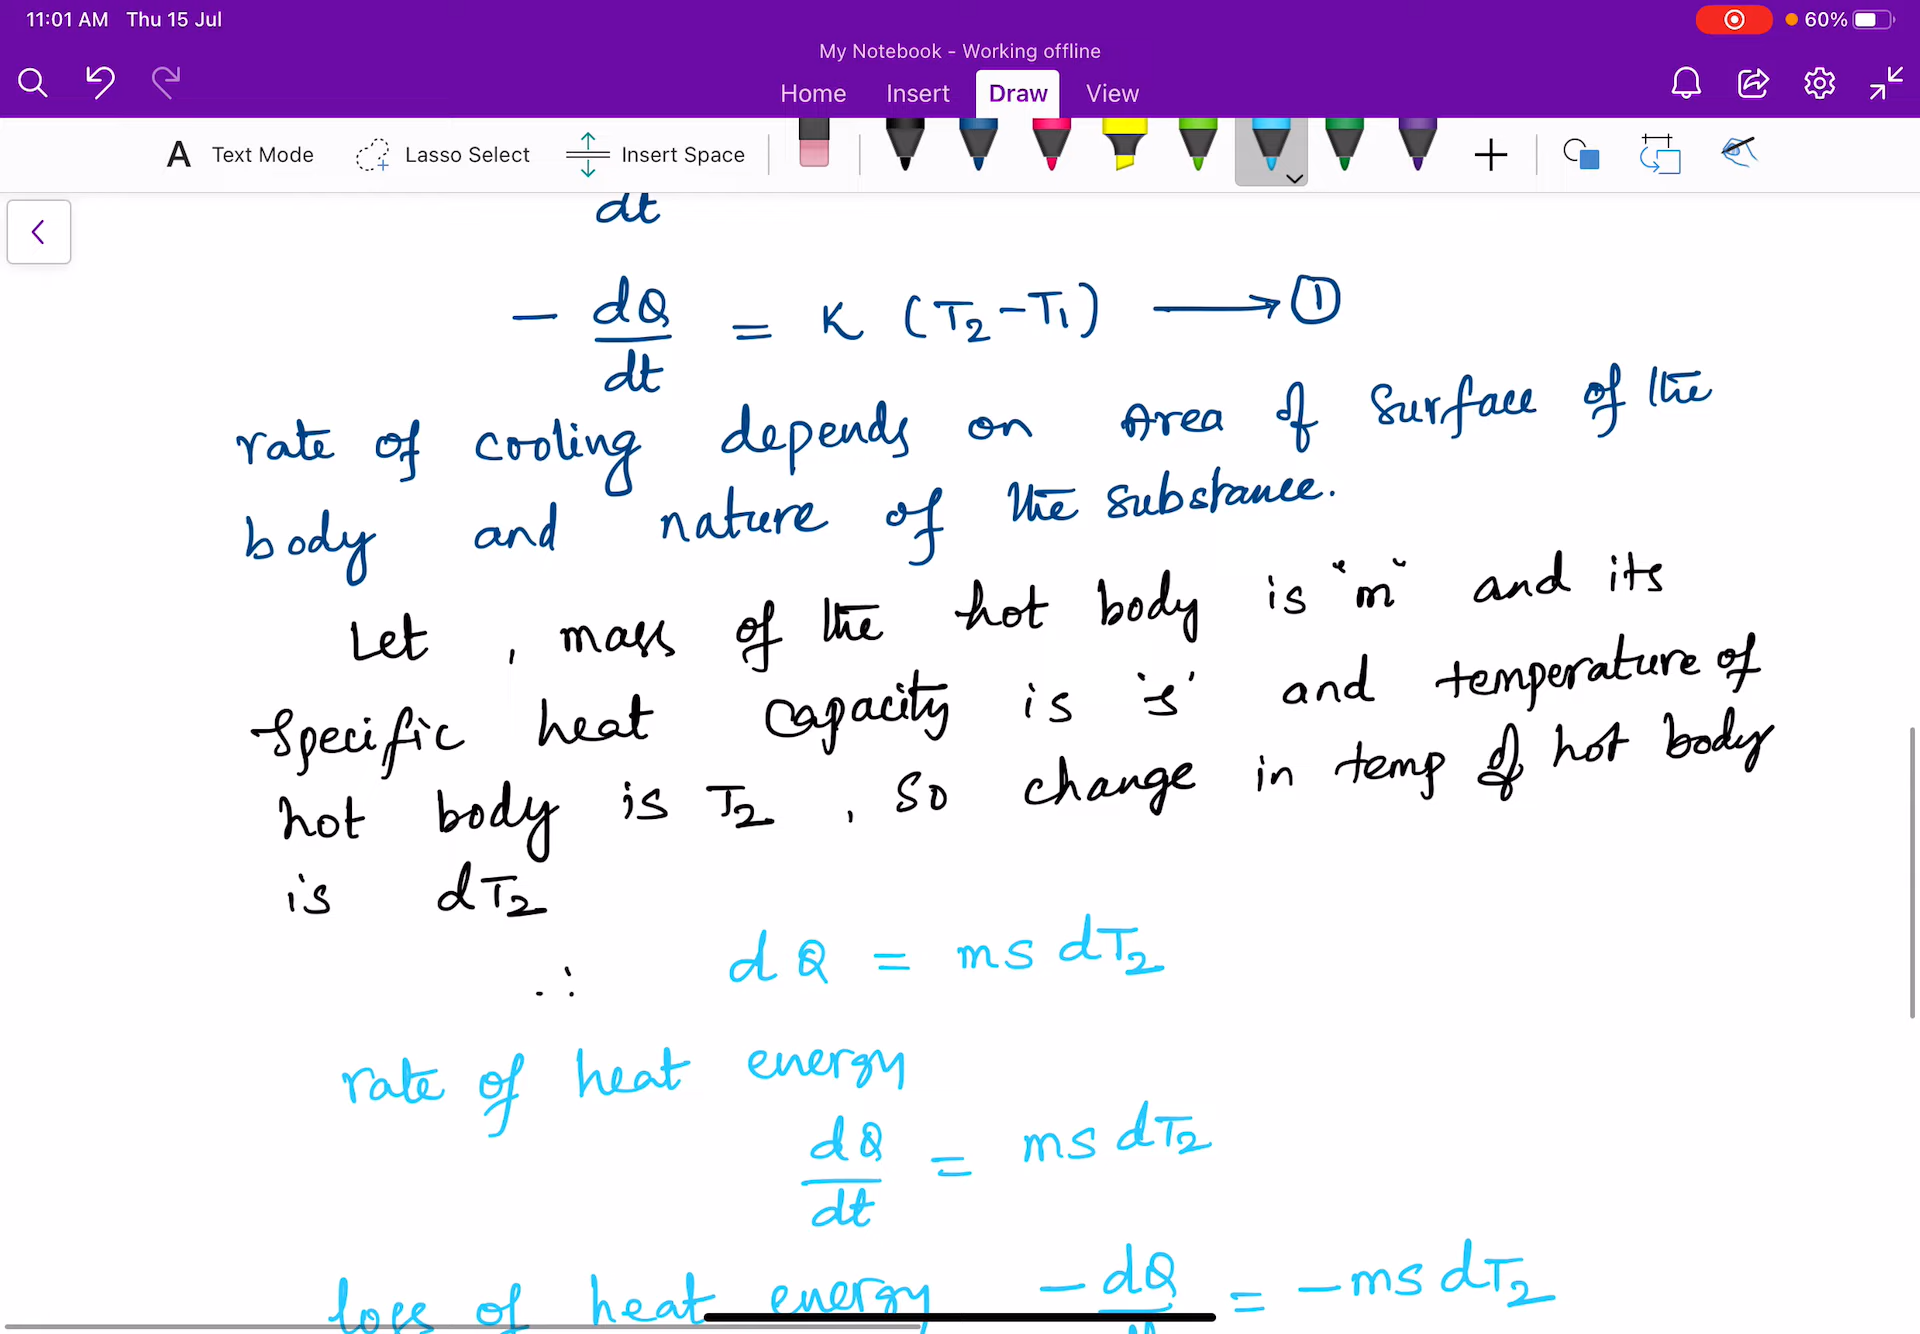 11:01 AM Thu 15 Jul
60%
My Notebook - Working offline
Home Insert Draw View
A Text Mode Lasso Select Insert Space
dt
- dQ/dt = K (T₂-T₁) → ①
rate of cooling depends on Area of Surface of the
body and nature of the substance.
Let , mass of the hot body is "m" and its
Specific heat capacity is 's' and temperature of
hot body is T₂ , So change in temp of hot body
is dT₂
∴ dQ = ms dT₂
rate of heat energy
dQ/dt = ms dT₂
loss of heat energy - dQ = -ms dT₂